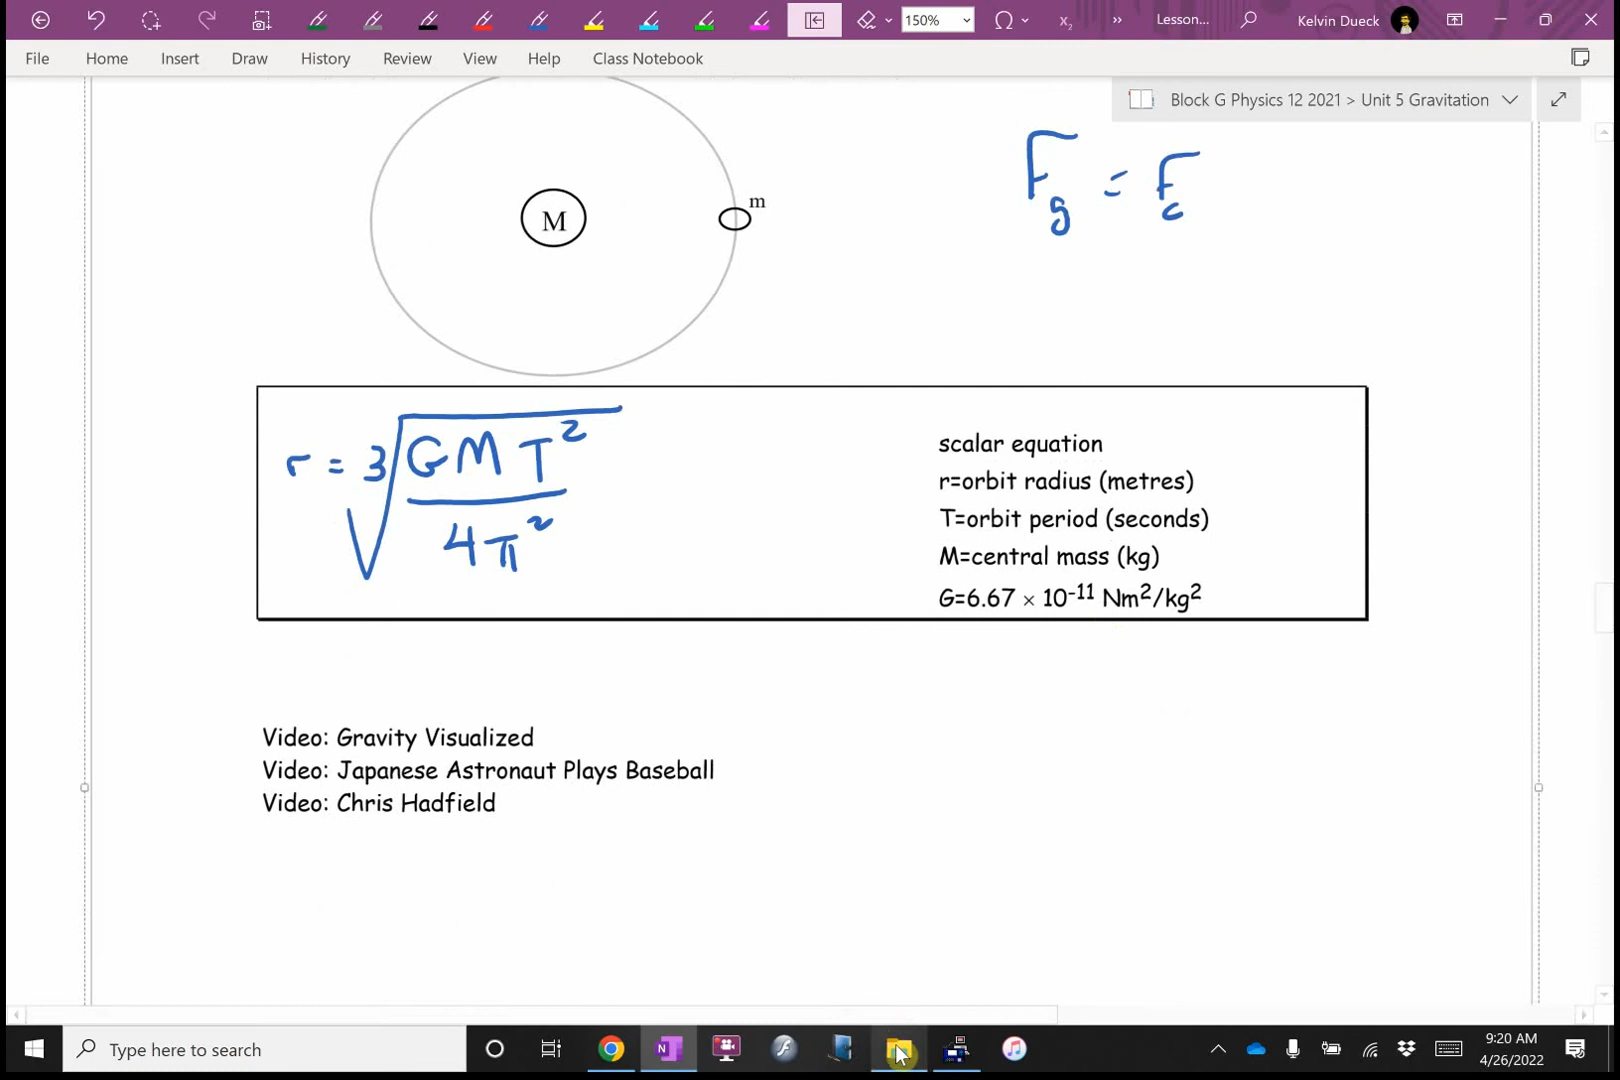 150%
Lesson...
Kelvin Dueck
File Home Insert Draw History Review View Help Class Notebook
Block G Physics 12 2021 > Unit 5 Gravitation
F_g = F_c
M
m
r = ∛(GMT²/4π²)
scalar equation
r=orbit radius (metres)
T=orbit period (seconds)
M=central mass (kg)
G=6.67 × 10⁻¹¹ Nm²/kg²
Video: Gravity Visualized
Video: Japanese Astronaut Plays Baseball
Video: Chris Hadfield
Type here to search
9:20 AM
4/26/2022